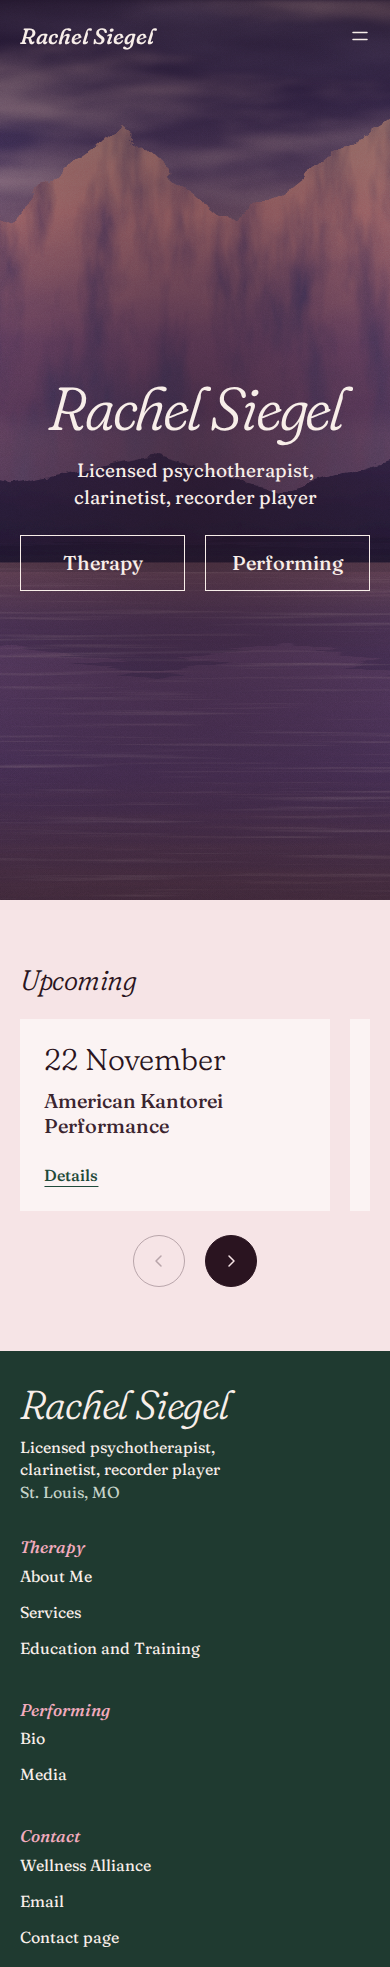 Rachel Siegel
Rachel Siegel
Licensed psychotherapist,
clarinetist, recorder player
Therapy
Performing
Upcoming
22 November
American Kantorei
Performance
Details
Rachel Siegel
Licensed psychotherapist,
clarinetist, recorder player
St. Louis, MO
Therapy
About Me
Services
Education and Training
Performing
Bio
Media
Contact
Wellness Alliance
Email
Contact page